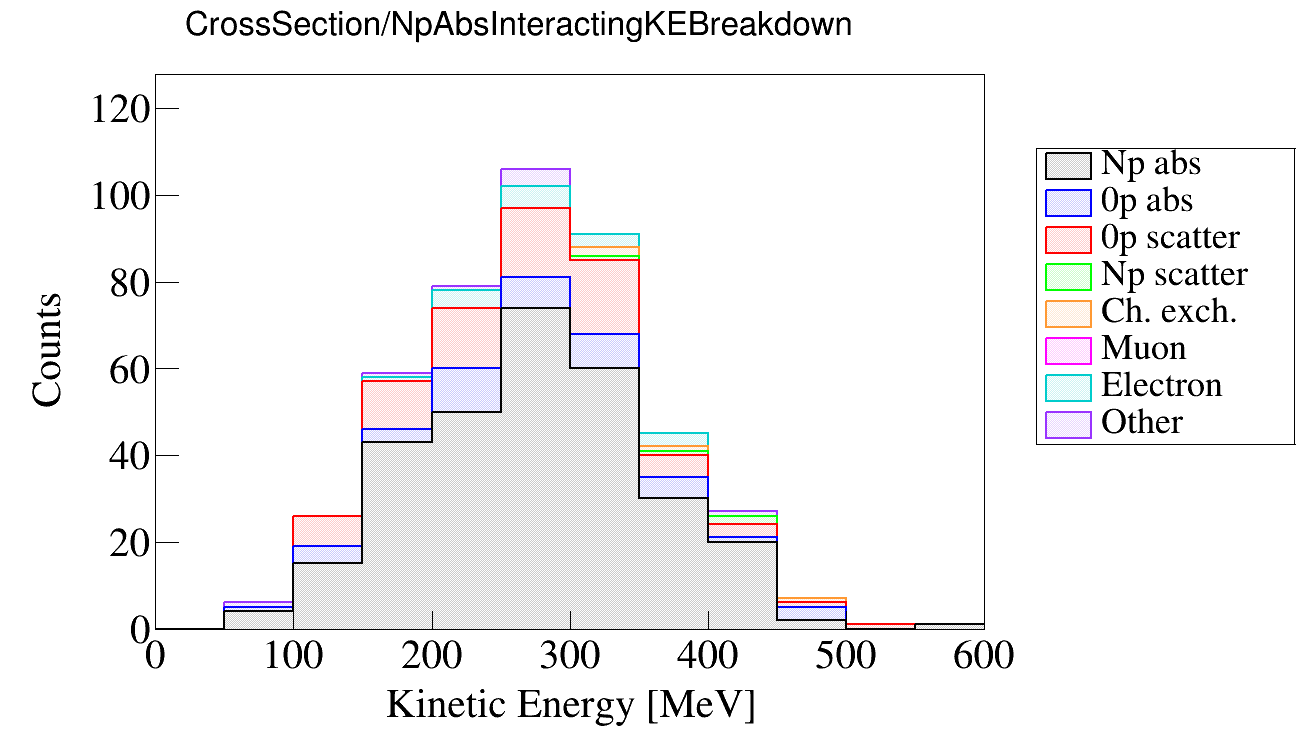 CrossSection/NpAbsInteractingKEBreakdown
120
100
80
60
40
20
0
Counts
0 100 200 300 400 500 600
Kinetic Energy [MeV]
Np abs
0p abs
0p scatter
Np scatter
Ch. exch.
Muon
Electron
Other